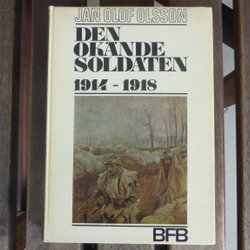 JAN OLOF OLSSON
DEN
OKÄNDE
SOLDATEN
1914 - 1918
BFB